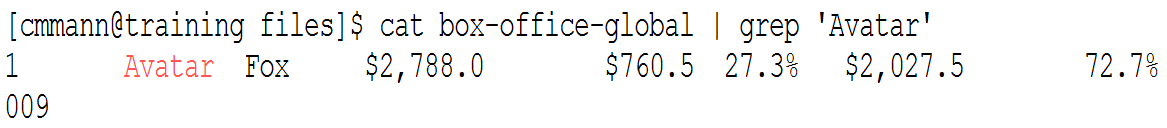 [cmmann@training files]$ cat box-office-global | grep 'Avatar'
1 Avatar Fox $2,788.0 $760.5 27.3% $2,027.5 72.7%
009